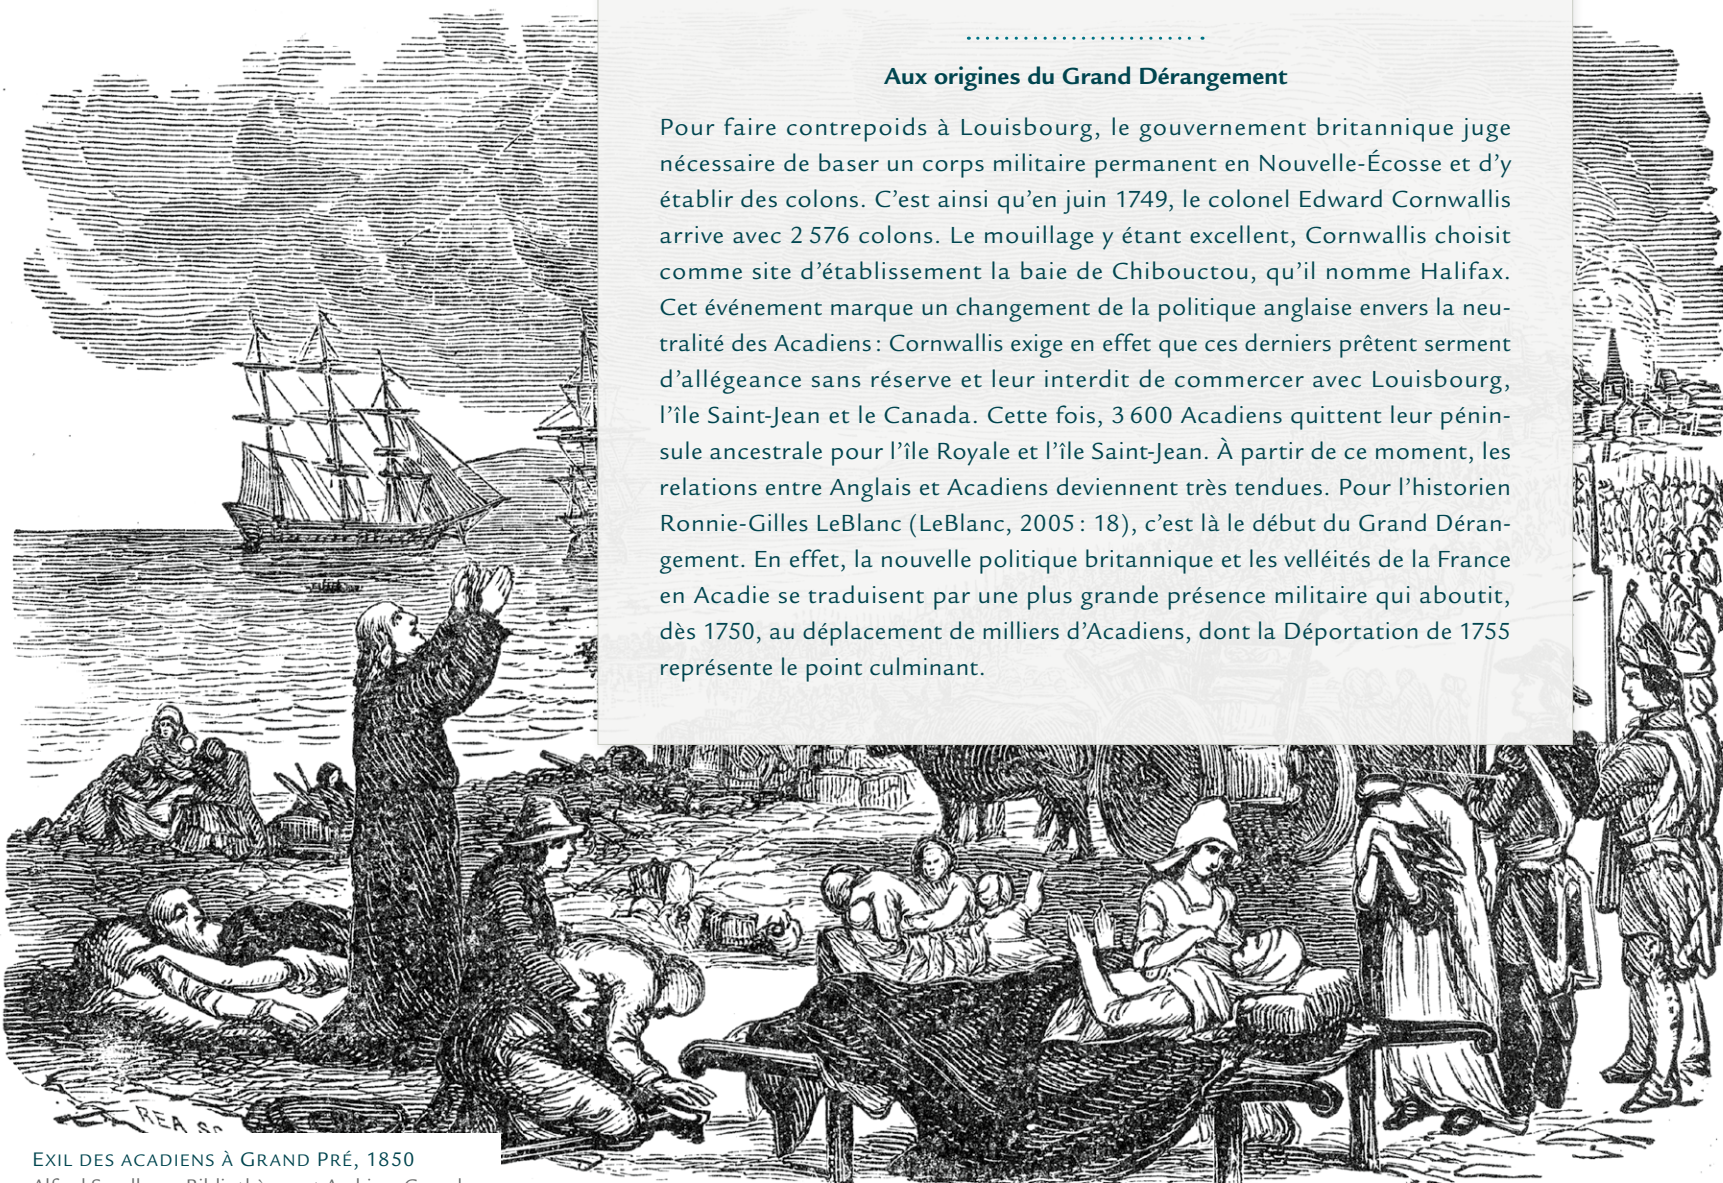 Aux origines du Grand Dérangement
Pour faire contrepoids à Louisbourg, le gouvernement britannique juge
nécessaire de baser un corps militaire permanent en Nouvelle-Écosse et d’y
établir des colons. C’est ainsi qu’en juin 1749, le colonel Edward Cornwallis
arrive avec 2 576 colons. Le mouillage y étant excellent, Cornwallis choisit
comme site d’établissement la baie de Chibouctou, qu’il nomme Halifax.
Cet événement marque un changement de la politique anglaise envers la neu-
tralité des Acadiens : Cornwallis exige en effet que ces derniers prêtent serment
d’allégeance sans réserve et leur interdit de commercer avec Louisbourg,
l’île Saint-Jean et le Canada. Cette fois, 3 600 Acadiens quittent leur pénin-
sule ancestrale pour l’île Royale et l’île Saint-Jean. À partir de ce moment, les
relations entre Anglais et Acadiens deviennent très tendues. Pour l’historien
Ronnie-Gilles LeBlanc (LeBlanc, 2005 : 18), c’est là le début du Grand Déran-
gement. En effet, la nouvelle politique britannique et les velléités de la France
en Acadie se traduisent par une plus grande présence militaire qui aboutit,
dès 1750, au déplacement de milliers d’Acadiens, dont la Déportation de 1755
représente le point culminant.
REA
EXIL DES ACADIENS À GRAND PRÉ, 1850